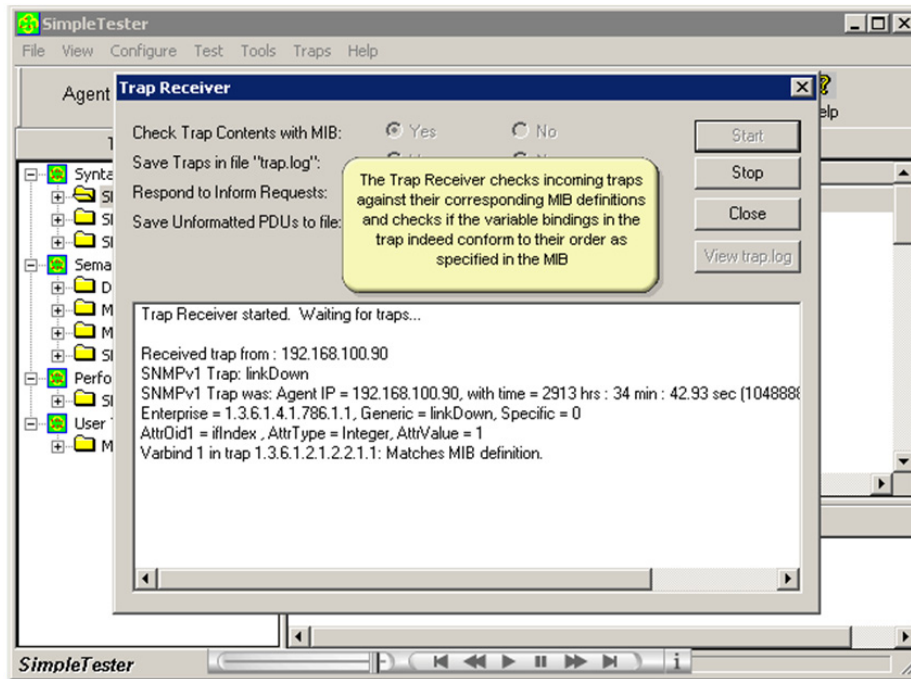 SimpleTester
File View Configure Test Tools Traps Help
Agent
Trap Receiver
Check Trap Contents with MIB: Yes No
Save Traps in file "trap.log":
Respond to Inform Requests:
Save Unformatted PDUs to file:
The Trap Receiver checks incoming traps
against their corresponding MIB definitions
and checks if the variable bindings in the
trap indeed conform to their order as
specified in the MIB
Start
Stop
Close
View trap.log
Synta
Sema
D
M
M
Perfo
User
M
Trap Receiver started. Waiting for traps...
Received trap from : 192.168.100.90
SNMPv1 Trap: linkDown
SNMPv1 Trap was: Agent IP = 192.168.100.90, with time = 2913 hrs : 34 min : 42.93 sec (1048888
Enterprise = 1.3.6.1.4.1.786.1.1, Generic = linkDown, Specific = 0
AttrOid1 = ifIndex , AttrType = Integer, AttrValue = 1
Varbind 1 in trap 1.3.6.1.2.1.2.2.1.1: Matches MIB definition.
SimpleTester